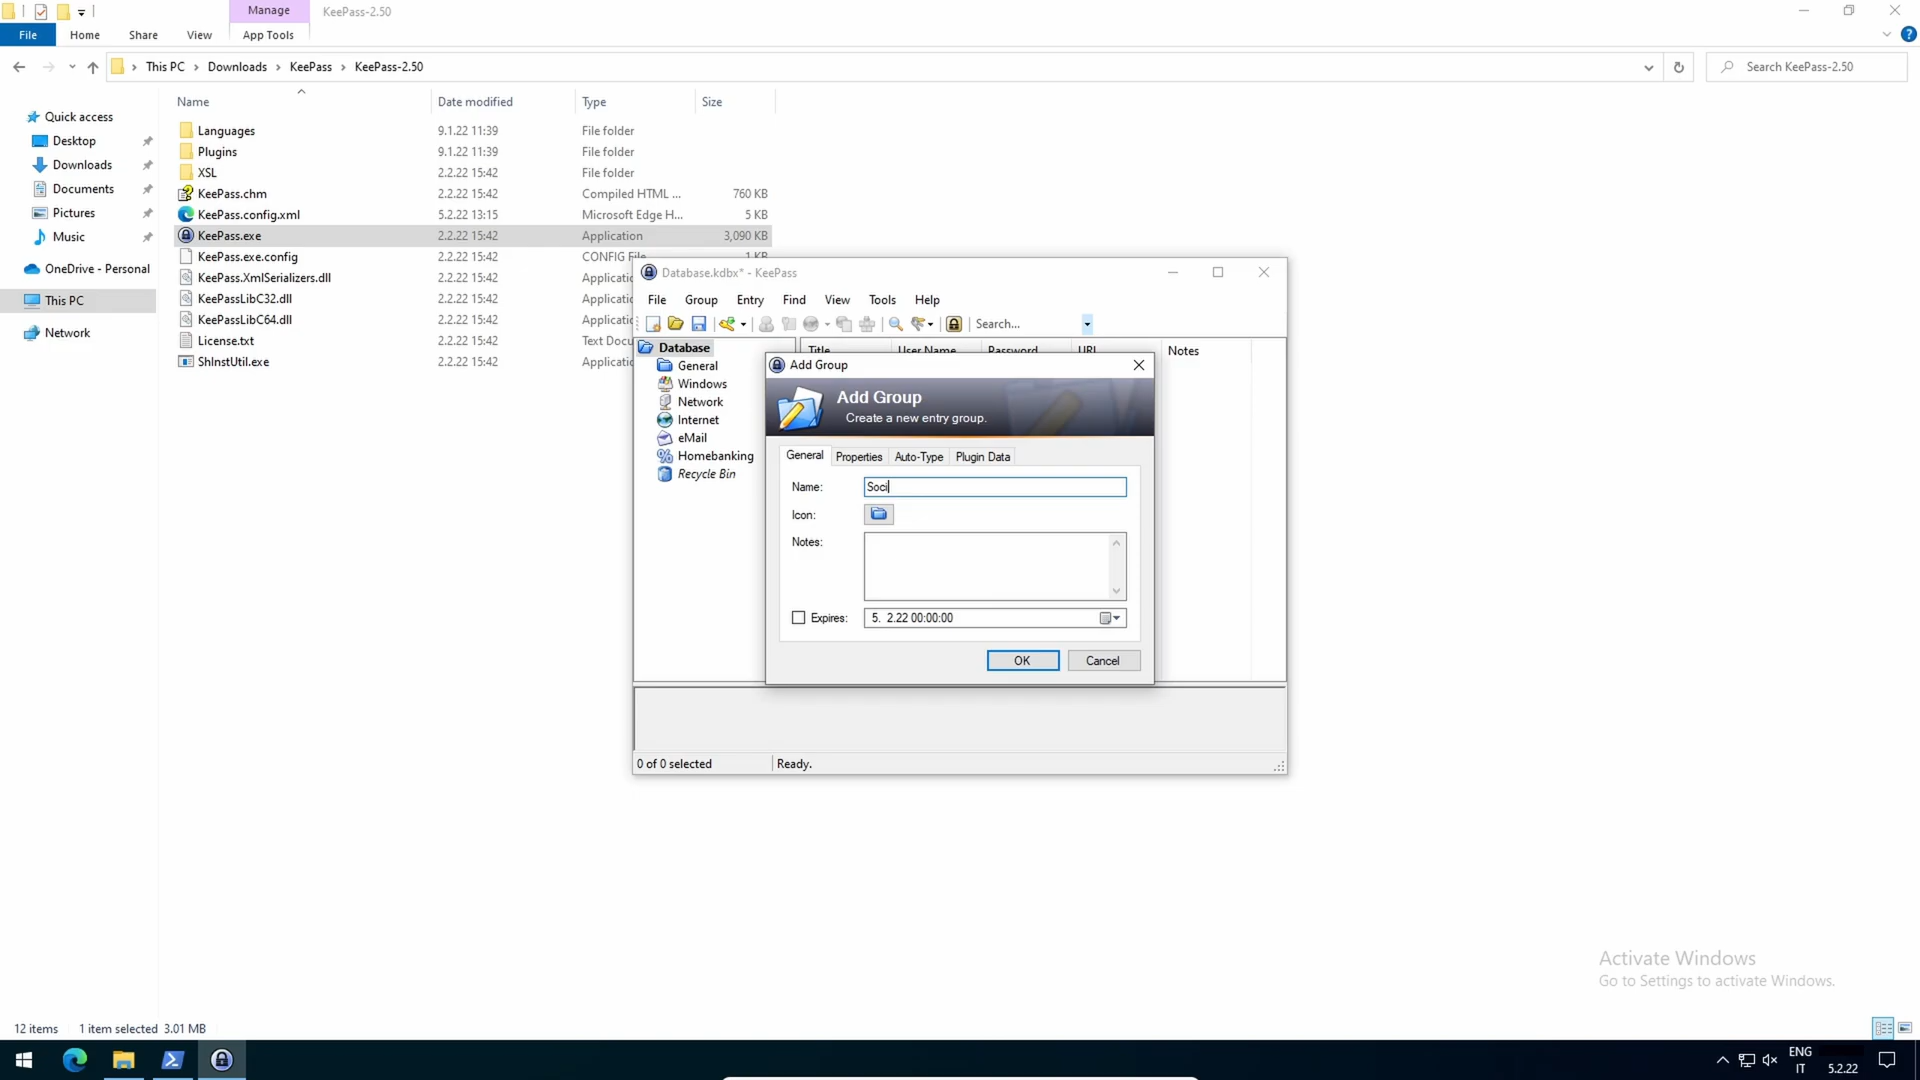 Manage
KeePass-2.50
File
Home
Share
View
App Tools
This PC
Downloads
KeePass
KeePass-2.50
Search KeePass-2.50
Name
Date modified
Type
Size
Quick access
Desktop
Downloads
Documents
Pictures
Music
OneDrive - Personal
This PC
Network
Languages 9.1.22 11:39 File folder
Plugins 9.1.22 11:39 File folder
XSL 2.2.22 15:42 File folder
KeePass.chm 2.2.22 15:42 Compiled HTML ... 760 KB
KeePass.config.xml 5.2.22 13:15 Microsoft Edge H... 5 KB
KeePass.exe 2.2.22 15:42 Application 3,090 KB
KeePass.exe.config 2.2.22 15:42 CONFIG File 1 KB
KeePass.XmlSerializers.dll 2.2.22 15:42
KeePassLibC32.dll 2.2.22 15:42
KeePassLibC64.dll 2.2.22 15:42
License.txt 2.2.22 15:42
ShInstUtil.exe 2.2.22 15:42
Database.kdbx* - KeePass
File Group Entry Find View Tools Help
Search...
Database
General
Windows
Network
Internet
eMail
Homebanking
Recycle Bin
Title User Name Password URL Notes
Add Group
Add Group
Create a new entry group.
General Properties Auto-Type Plugin Data
Name: Soci
Icon:
Notes:
Expires: 5. 2.22 00:00:00
OK Cancel
0 of 0 selected
Ready.
Activate Windows
Go to Settings to activate Windows.
12 items 1 item selected 3.01 MB
ENG
IT
5.2.22